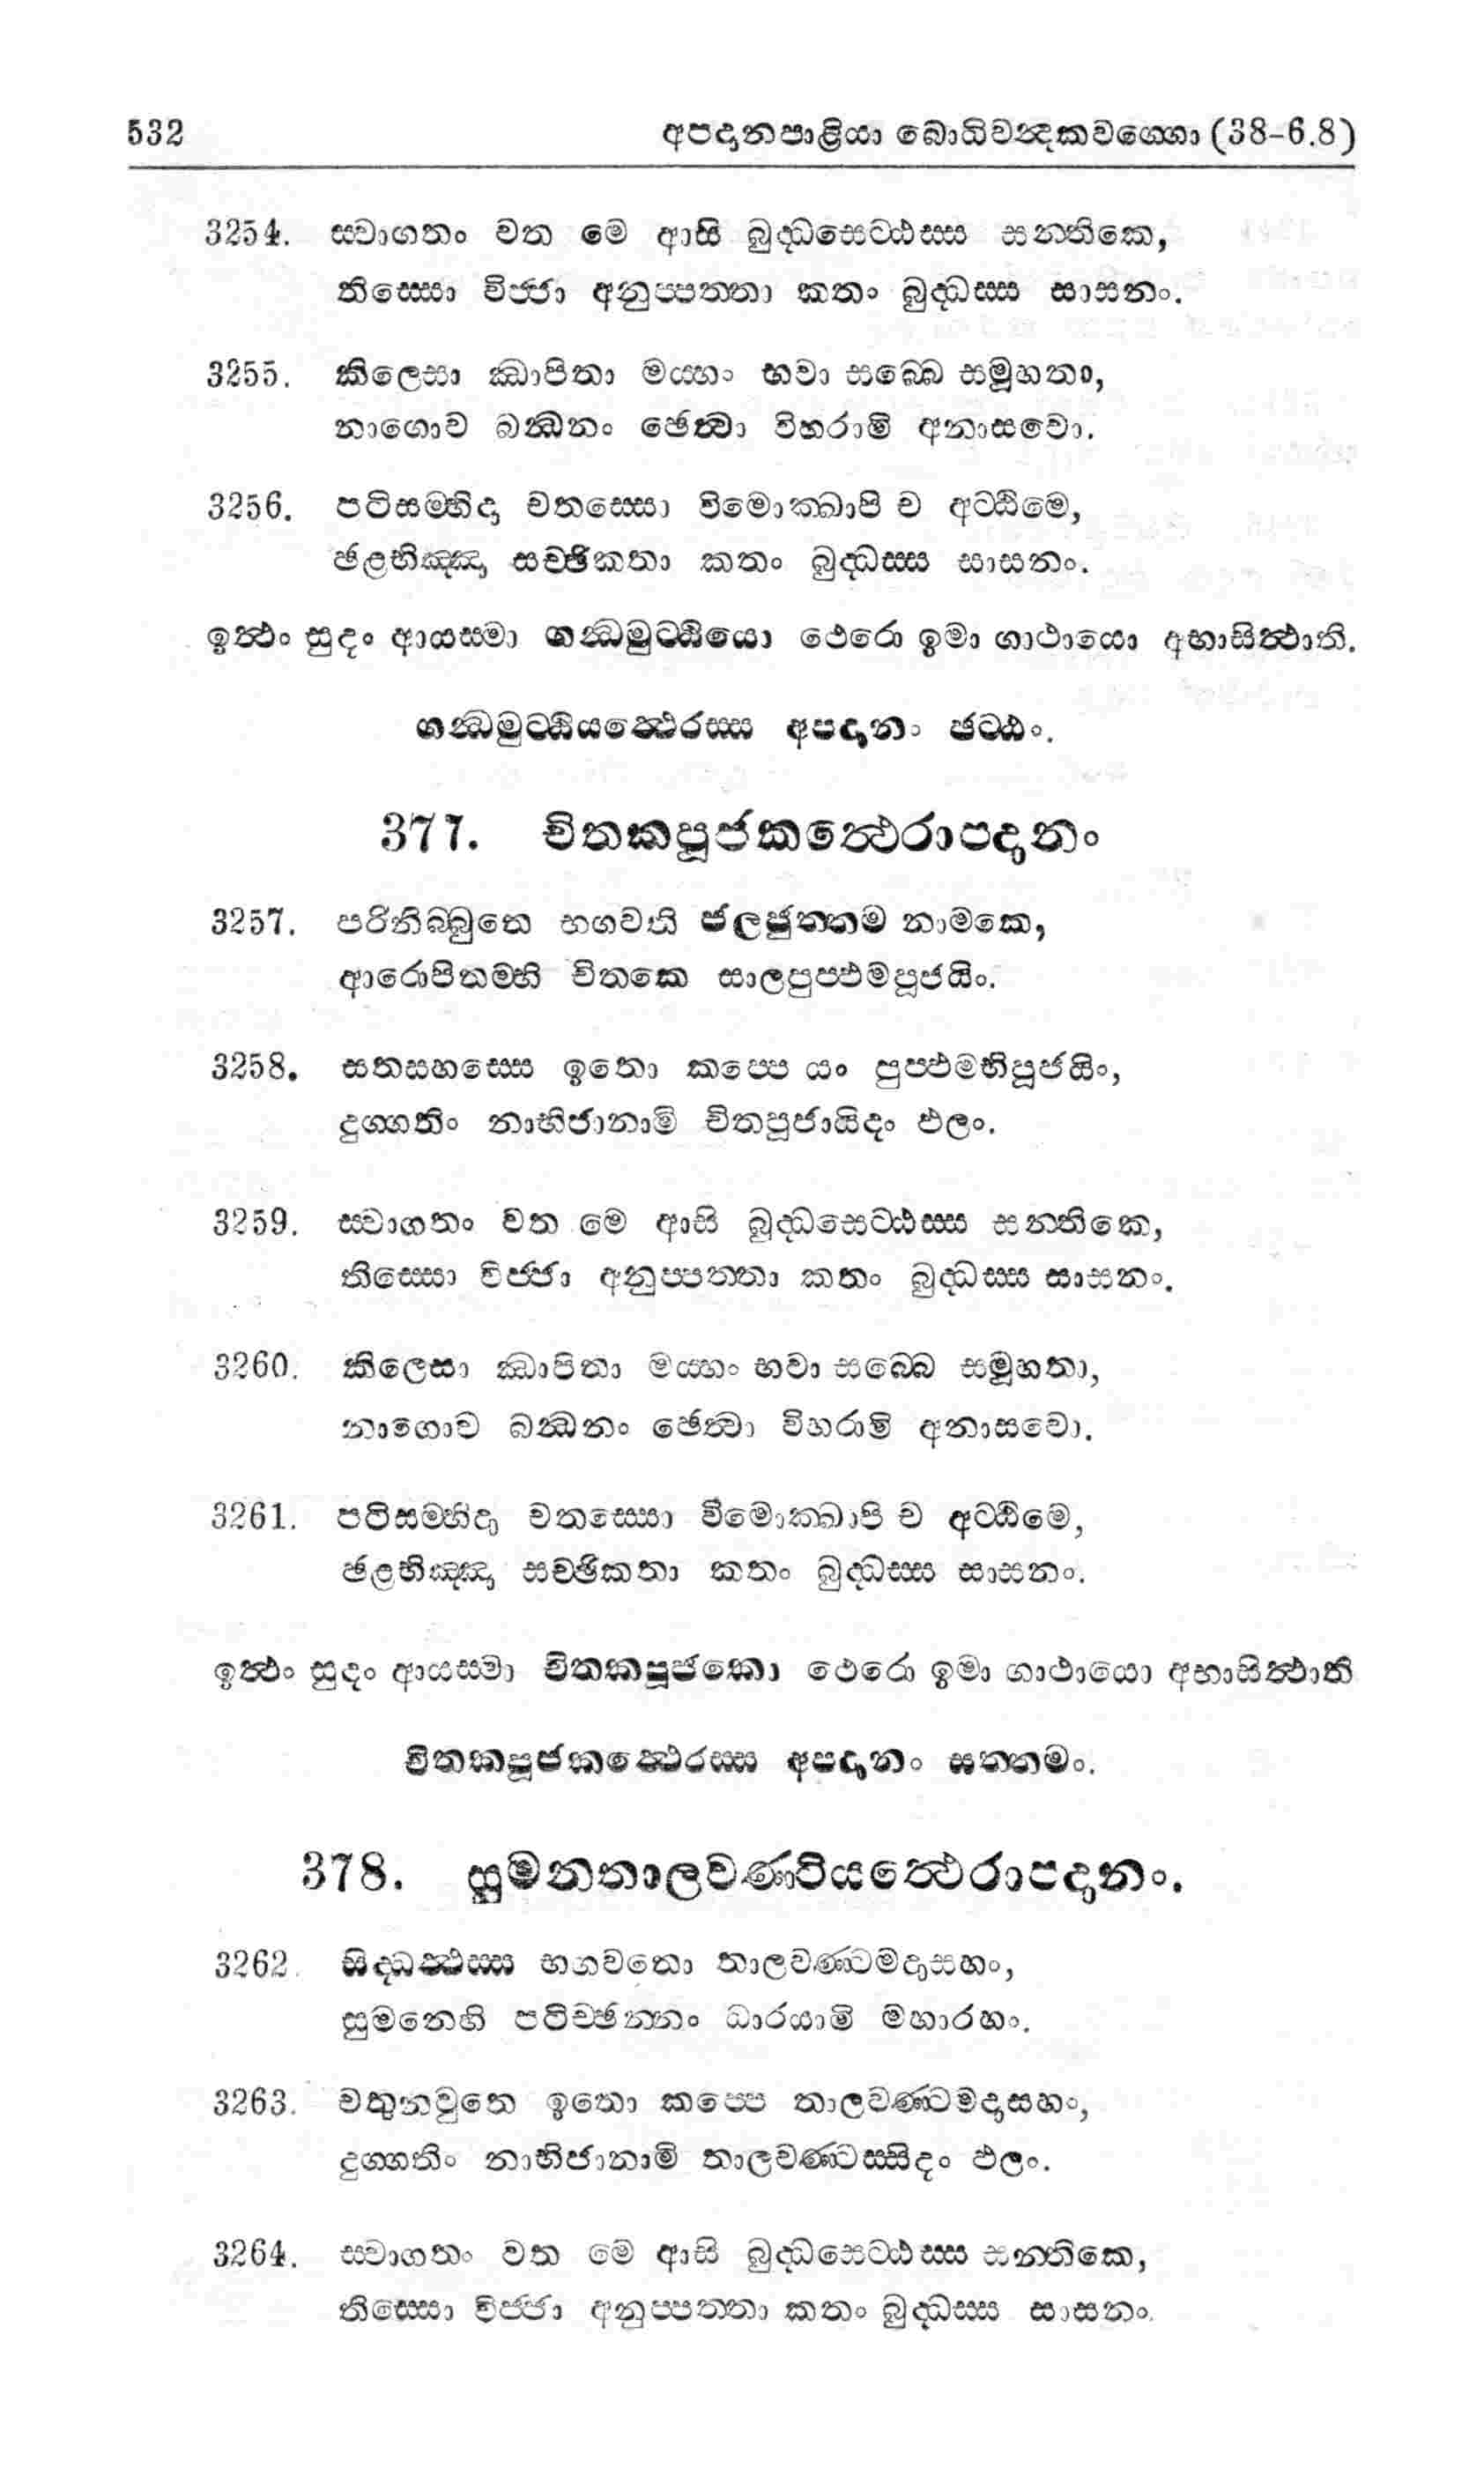 532 අපදානපාළියා බොධිවන්දකවග්ගො (38-6.8)
3254. ස්වාගතං වත මෙ ආසි බුද්ධසෙට්ඨස්ස සන්තිකෙ,
තිස්සො විජ්ජා අනුප්පත්තා කතං බුද්ධස්ස සාසනං.
3255. කිලෙසා ඣාපිතා මය්හං භවා සබ්බෙ සමූහතා,
නාගොව බන්ධනං ඡෙත්වා විහරාමි අනාසවො.
3256. පටිසම්භිදා චතස්සො විමොක්ඛාපි ච අට්ඨිමෙ,
ඡළභිඤ්ඤා සච්ඡිකතා කතං බුද්ධස්ස සාසනං.
ඉත්ථං සුදං ආයස්මා ගන්ධමුට්ඨියො ථෙරො ඉමා ගාථායො අභාසිත්ථාති.
ගන්ධමුට්ඨියත්ථෙරස්ස අපදානං ඡට්ඨං.
377. චිතකපූජකත්ථෙරාපදානං
3257. පරිනිබ්බුතෙ භගවති ජලජුත්තම නාමකෙ,
ආරොපිතම්හි චිතකෙ සාලපුප්ඵමපූජයිං.
3258. සතසහස්සෙ ඉතො කප්පෙ යං පුප්ඵමභිපූජයිං,
දුග්ගතිං නාභිජානාමි චිතපූජායිදං ඵලං.
3259. ස්වාගතං වත මෙ ආසි බුද්ධසෙට්ඨස්ස සන්තිකෙ,
තිස්සො විජ්ජා අනුප්පත්තා කතං බුද්ධස්ස සාසනං.
3260. කිලෙසා ඣාපිතා මය්හං භවා සබ්බෙ සමූහතා,
නාගොව බන්ධනං ඡෙත්වා විහරාමි අනාසවො.
3261. පටිසම්භිදා චතස්සො විමොක්ඛාපි ච අට්ඨිමෙ,
ඡළභිඤ්ඤා සච්ඡිකතා කතං බුද්ධස්ස සාසනං.
ඉත්ථං සුදං ආයස්මා චිතකපූජකො ථෙරො ඉමා ගාථායො අභාසිත්ථාති
චිතකපූජකත්ථෙරස්ස අපදානං සත්තමං.
378. සුමනතාලවණ්ටියත්ථෙරාපදානං.
3262. සිද්ධත්ථස්ස භගවතො තාලවණ්ටමදාසහං,
සුමනෙහි පටිච්ඡන්නං ධාරයාමි මහාරහං.
3263. චතුනවුතෙ ඉතො කප්පෙ තාලවණ්ටමදාසහං,
දුග්ගතිං නාභිජානාමි තාලවණ්ටස්සිදං ඵලං.
3264. ස්වාගතං වත මෙ ආසි බුද්ධසෙට්ඨස්ස සන්තිකෙ,
තිස්සො විජ්ජා අනුප්පත්තා කතං බුද්ධස්ස සාසනං.